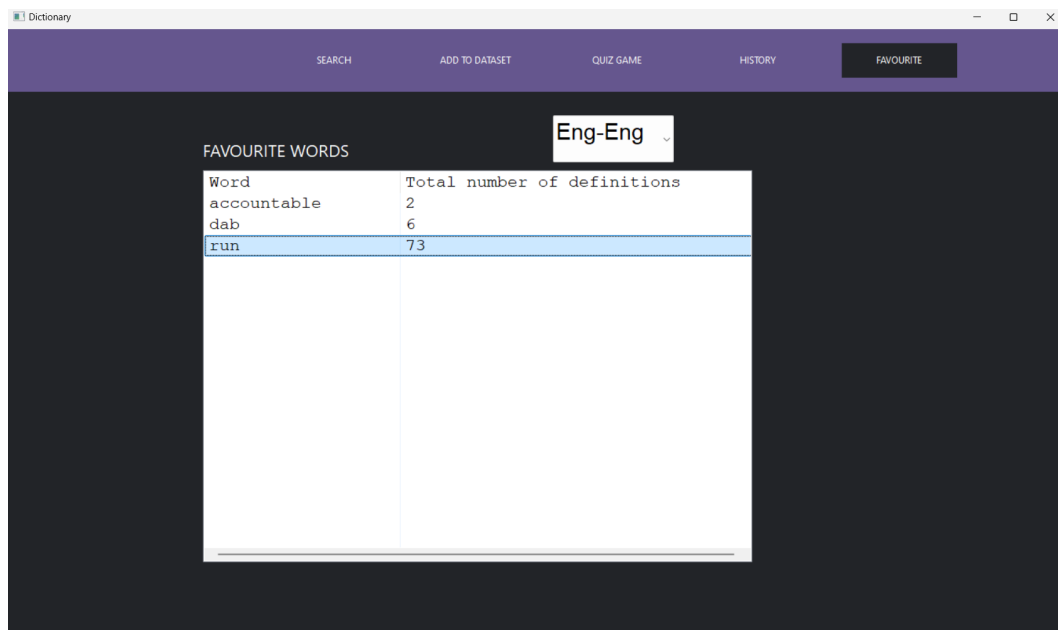 Dictionary
SEARCH ADD TO DATASET QUIZ GAME HISTORY FAVOURITE
FAVOURITE WORDS Eng-Eng
Word Total number of definitions
accountable 2
dab 6
run 73